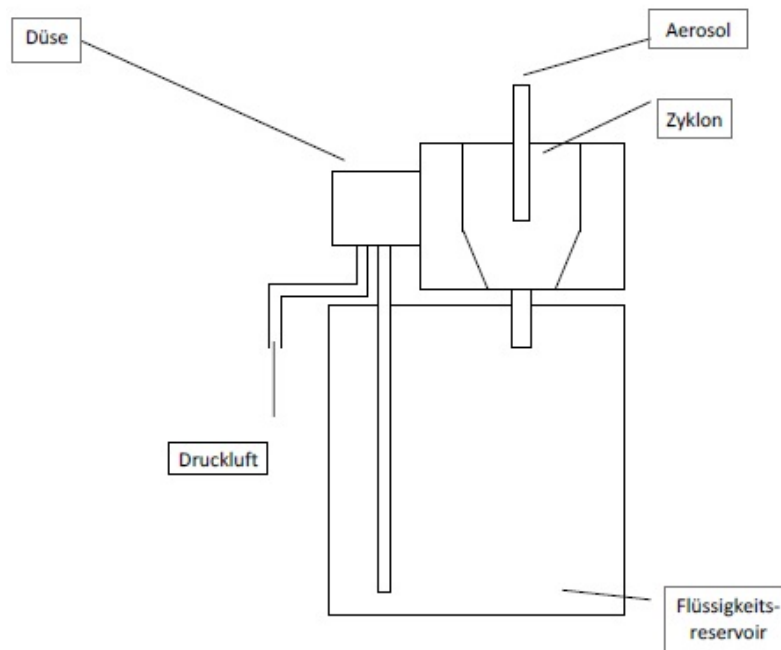 Düse
Aerosol
Zyklon
Druckluft
Flüssigkeits-
reservoir